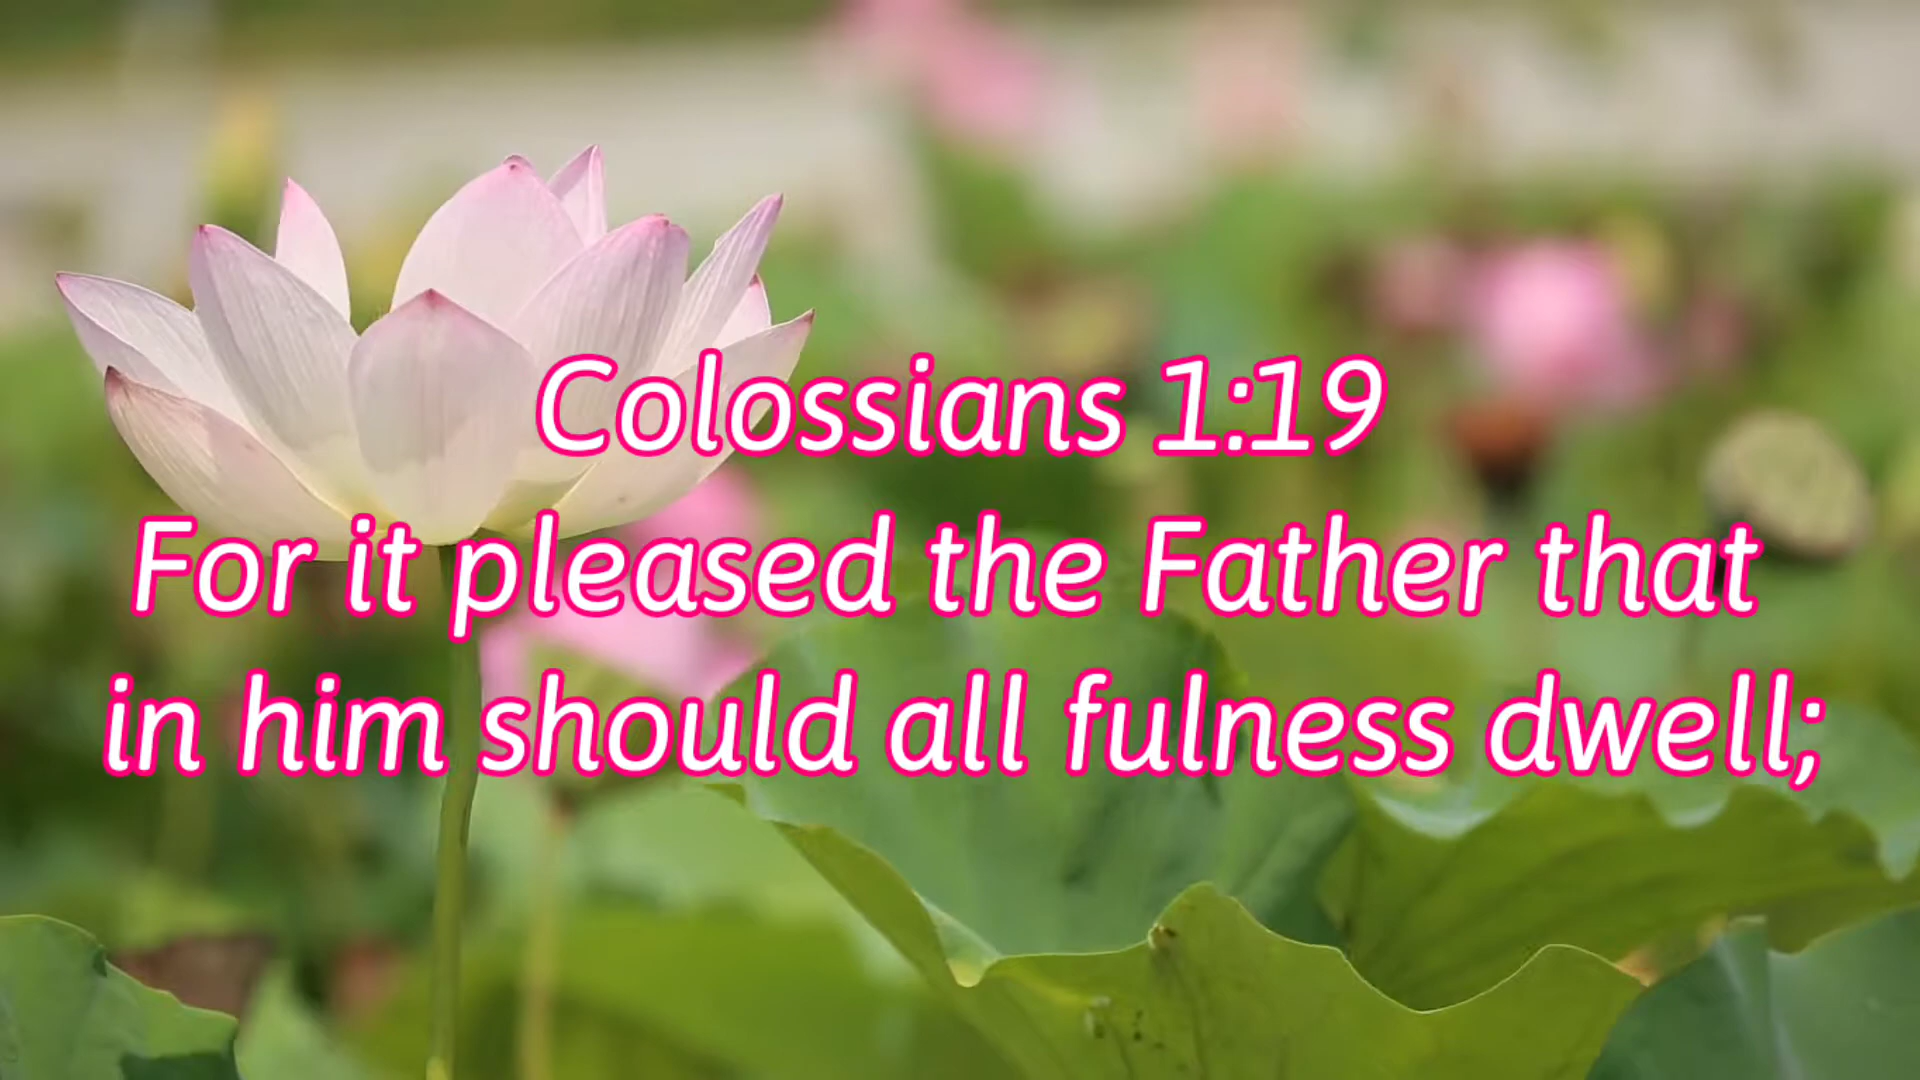 Colossians 1:19
For it pleased the Father that
in him should all fulness dwell;